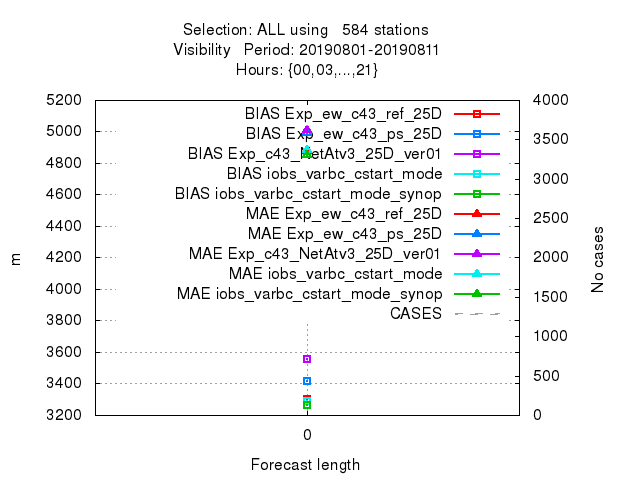 Selection: ALL using   584 stations
Visibility   Period: 20190801-20190811
Hours: {00,03,...,21}
5200
5000
4800
4600
4400
4200
4000
3800
3600
3400
3200
m
BIAS Exp_ew_c43_ref_25D
BIAS Exp_ew_c43_ps_25D
BIAS Exp_c43_NetAtv3_25D_ver01
BIAS iobs_varbc_cstart_mode
BIAS iobs_varbc_cstart_mode_synop
MAE Exp_ew_c43_ref_25D
MAE Exp_ew_c43_ps_25D
MAE Exp_c43_NetAtv3_25D_ver01
MAE iobs_varbc_cstart_mode
MAE iobs_varbc_cstart_mode_synop
CASES
4000
3500
3000
2500
2000
1500
1000
500
0
No cases
0
Forecast length